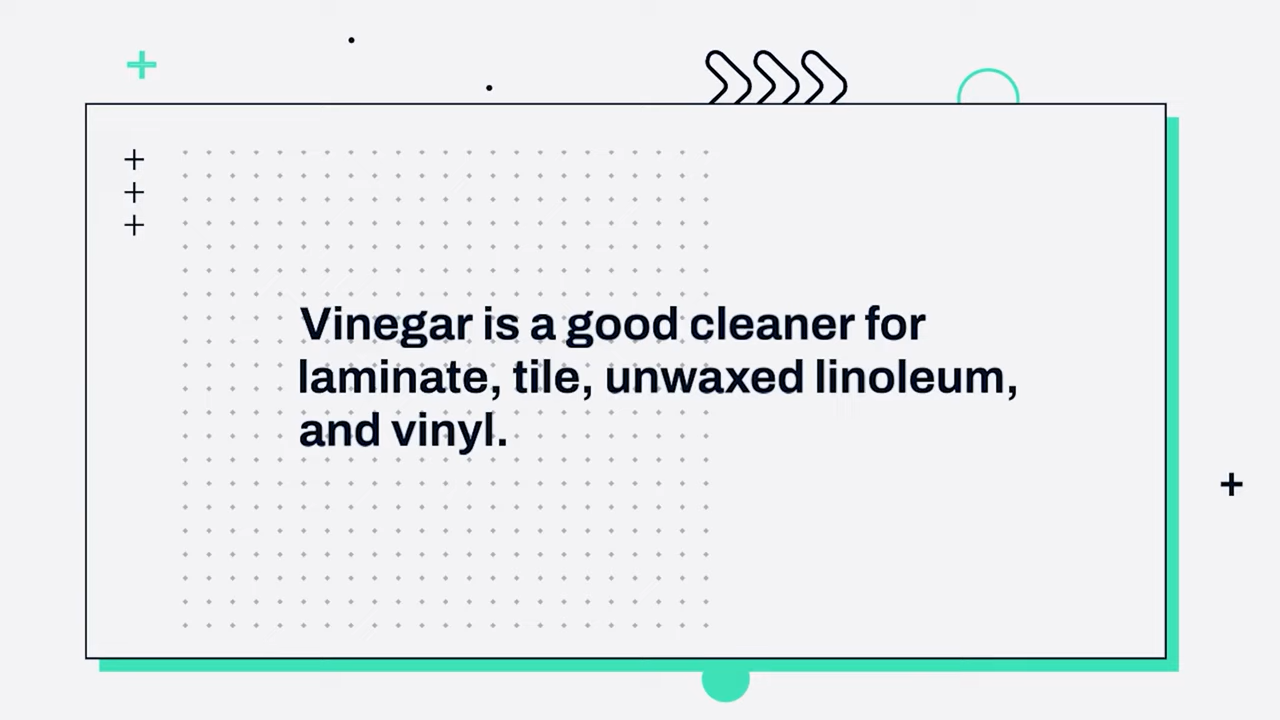 Vinegar is a good cleaner for
laminate, tile, unwaxed linoleum,
and vinyl.